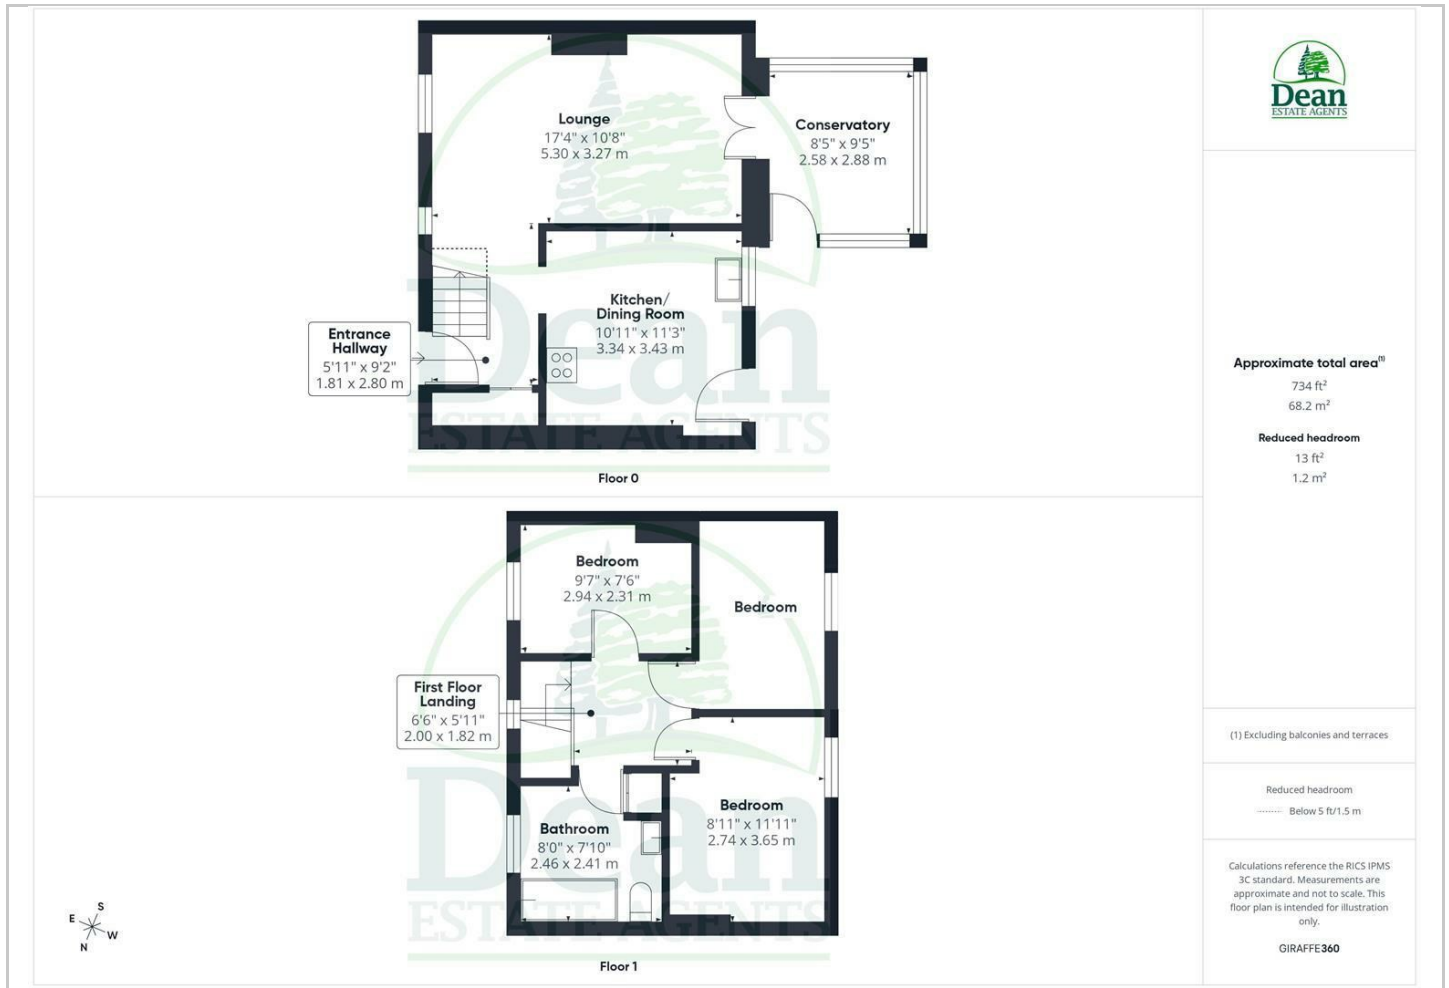 Lounge
17'4" x 10'8"
5.30 x 3.27 m
Conservatory
8'5" x 9'5"
2.58 x 2.88 m
Kitchen/
Dining Room
10'11" x 11'3"
3.34 x 3.43 m
Entrance
Hallway
5'11" x 9'2"
1.81 x 2.80 m
Dean
ESTATE AGENTS
Floor 0
Bedroom
9'7" x 7'6"
2.94 x 2.31 m
Bedroom
First Floor
Landing
6'6" x 5'11"
2.00 x 1.82 m
Bedroom
8'11" x 11'11"
2.74 x 3.65 m
Bathroom
8'0" x 7'10"
2.46 x 2.41 m
Dean
ESTATE AGENTS
Floor 1
S
E
W
N
Dean
ESTATE AGENTS
Approximate total area(1)
734 ft²
68.2 m²
Reduced headroom
13 ft²
1.2 m²
(1) Excluding balconies and terraces
Reduced headroom
Below 5 ft/1.5 m
Calculations reference the RICS IPMS
3C standard. Measurements are
approximate and not to scale. This
floor plan is intended for illustration
only.
GIRAFFE360